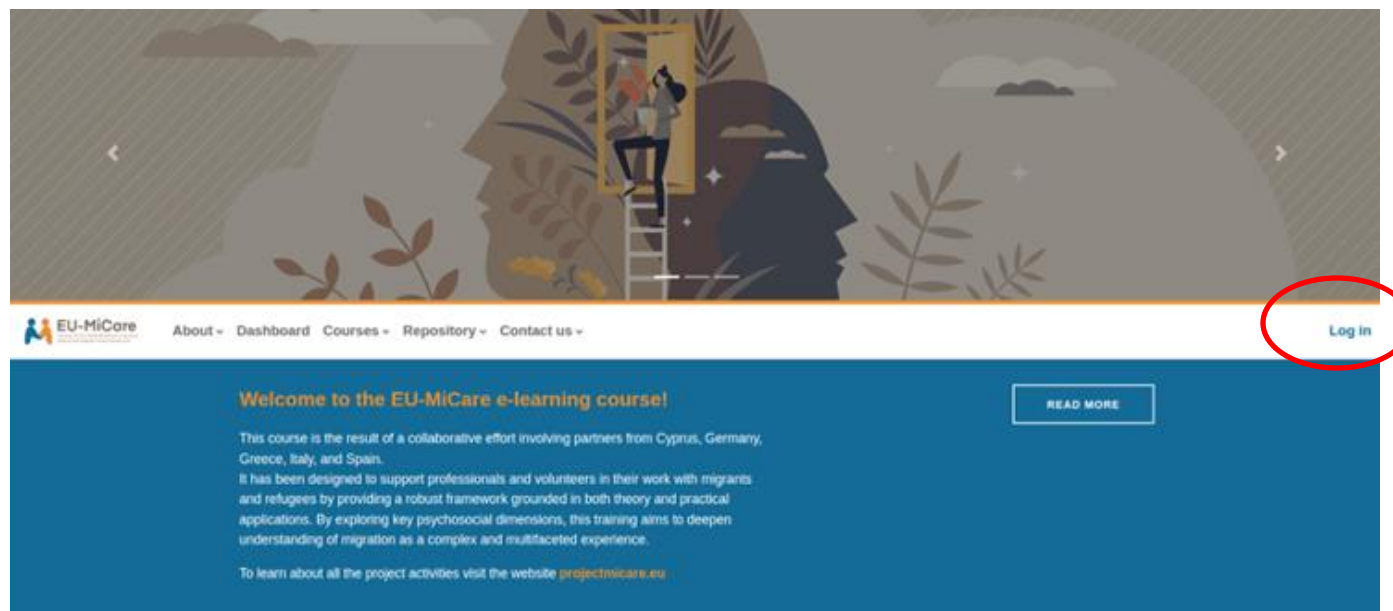 EU-MiCare
About Dashboard Courses Repository Contact us
Log in
Welcome to the EU-MiCare e-learning course!
READ MORE
This course is the result of a collaborative effort involving partners from Cyprus, Germany,
Greece, Italy, and Spain.
It has been designed to support professionals and volunteers in their work with migrants
and refugees by providing a robust framework grounded in both theory and practical
applications. By exploring key psychosocial dimensions, this training aims to deepen
understanding of migration as a complex and multifaceted experience.
To learn about all the project activities visit the website projectmicare.eu